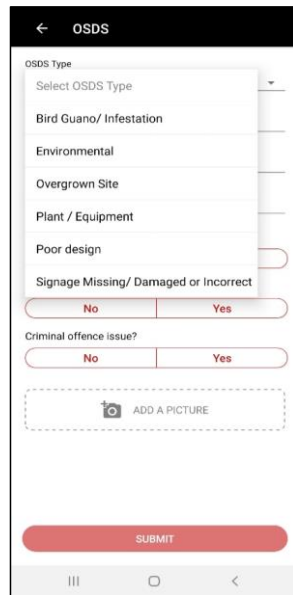 OSDS
OSDS Type
Select OSDS Type
Bird Guano/ Infestation
Environmental
Overgrown Site
Plant / Equipment
Poor design
Signage Missing/ Damaged or Incorrect
No Yes
Criminal offence issue?
No Yes
ADD A PICTURE
SUBMIT